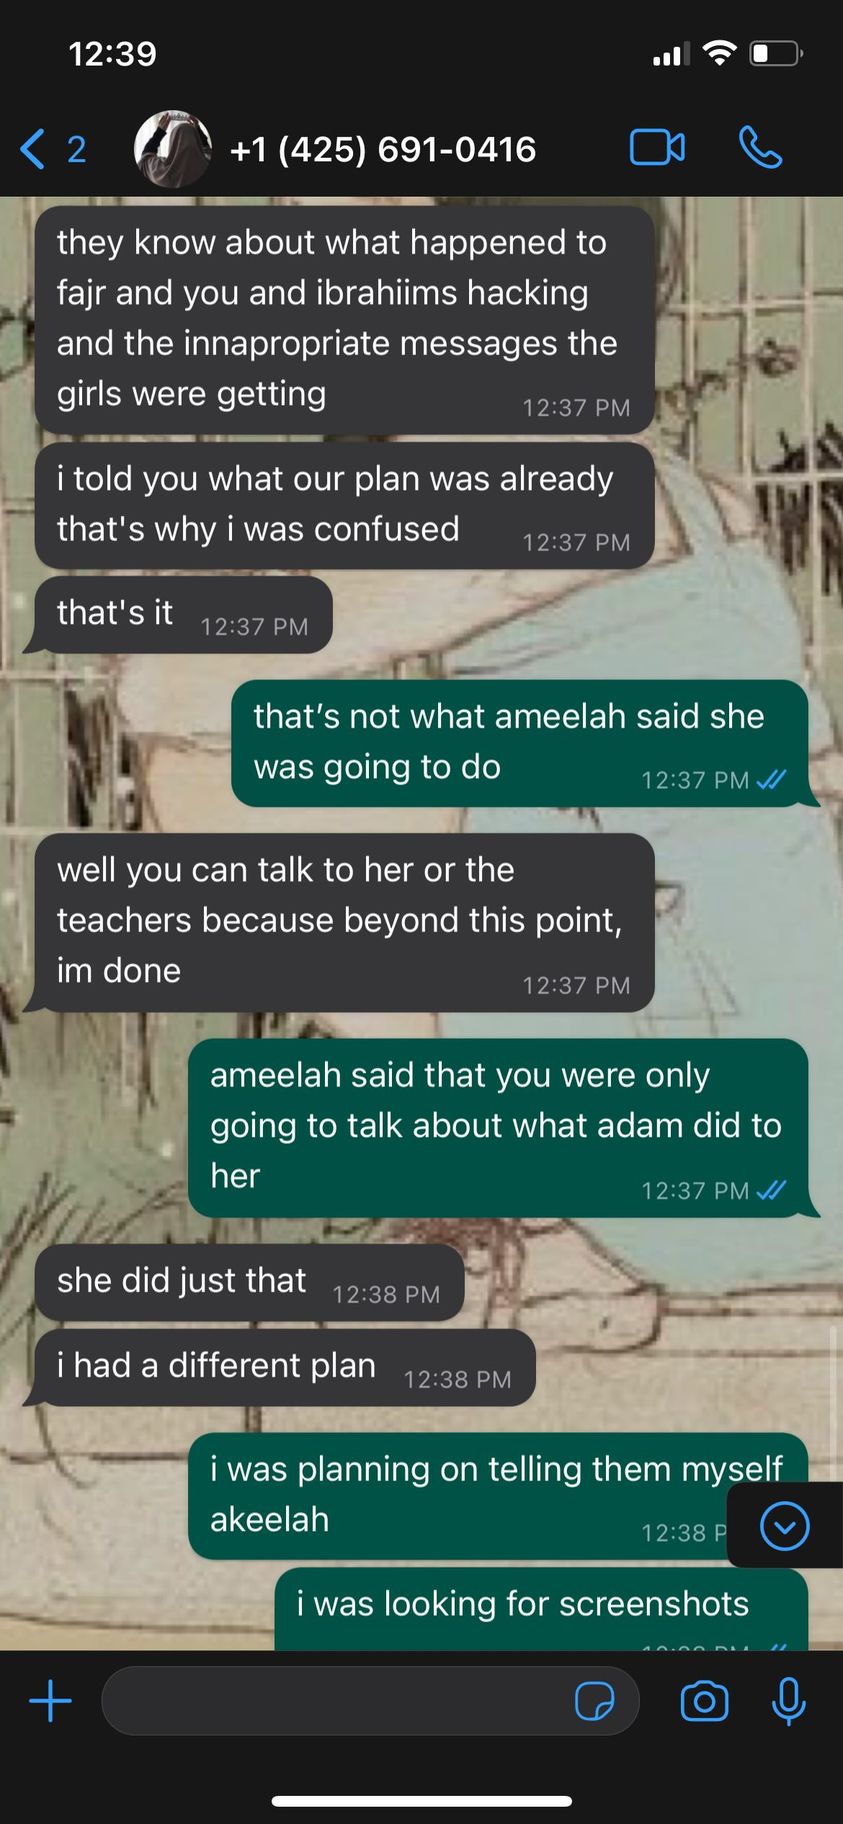 12:39
2
+1 (425) 691-0416
they know about what happened to
fajr and you and ibrahiims hacking
and the innapropriate messages the
girls were getting
12:37 PM
i told you what our plan was already
that's why i was confused
12:37 PM
that's it 12:37 PM
that's not what ameelah said she
was going to do
12:37 PM
well you can talk to her or the
teachers because beyond this point,
im done
12:37 PM
ameelah said that you were only
going to talk about what adam did to
her
12:37 PM
she did just that 12:38 PM
i had a different plan 12:38 PM
i was planning on telling them myself
akeelah
12:38 P
i was looking for screenshots